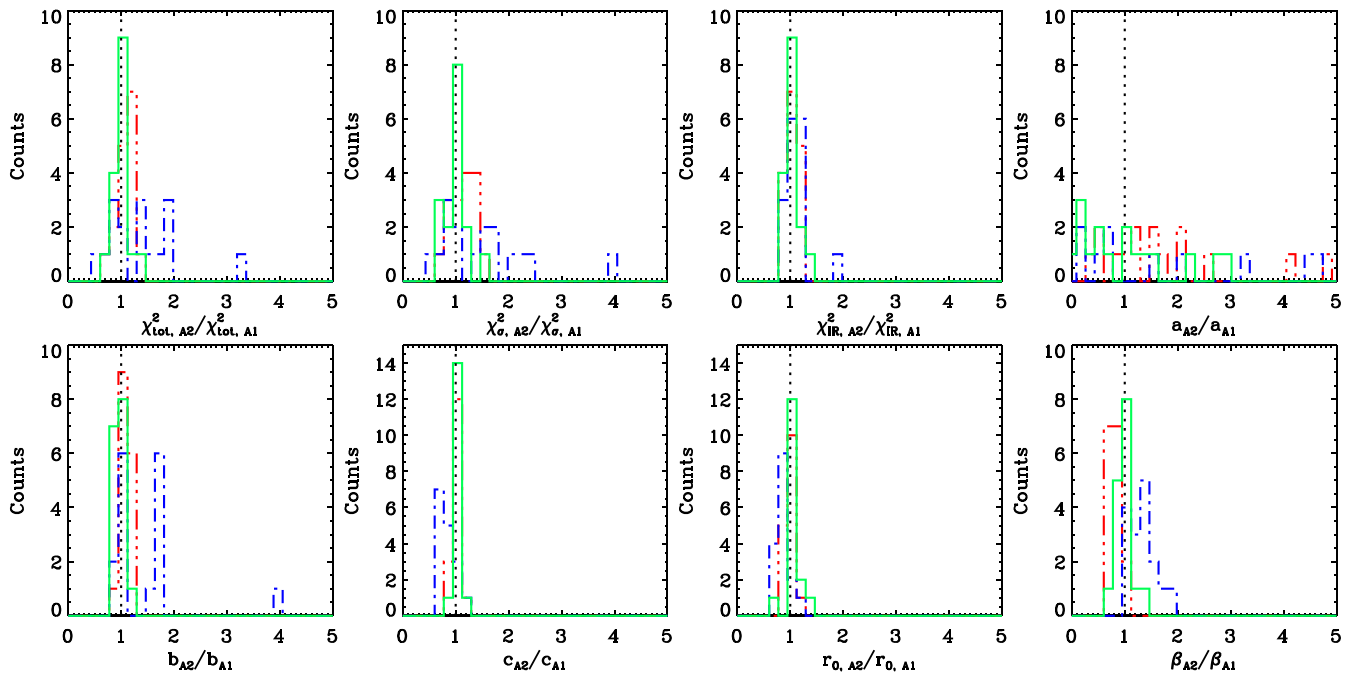 10 10 10 10
8 8 8 8
Counts Counts Counts Counts
6 6 6 6
4 4 4 4
2 2 2 2
0 0 0 0
0 1 2 3 4 5 0 1 2 3 4 5 0 1 2 3 4 5 0 1 2 3 4 5
χ²tot, A2/χ²tot, A1 χ²σ, A2/χ²σ, A1 χ²IR, A2/χ²IR, A1 aA2/aA1
10 14 14 10
8 12 12 8
Counts Counts Counts Counts
6 10 10 6
4 8 8 4
2 6 6 2
0 4 4 0
2 2
0 0
0 1 2 3 4 5 0 1 2 3 4 5 0 1 2 3 4 5 0 1 2 3 4 5
bA2/bA1 cA2/cA1 r0, A2/r0, A1 βA2/βA1